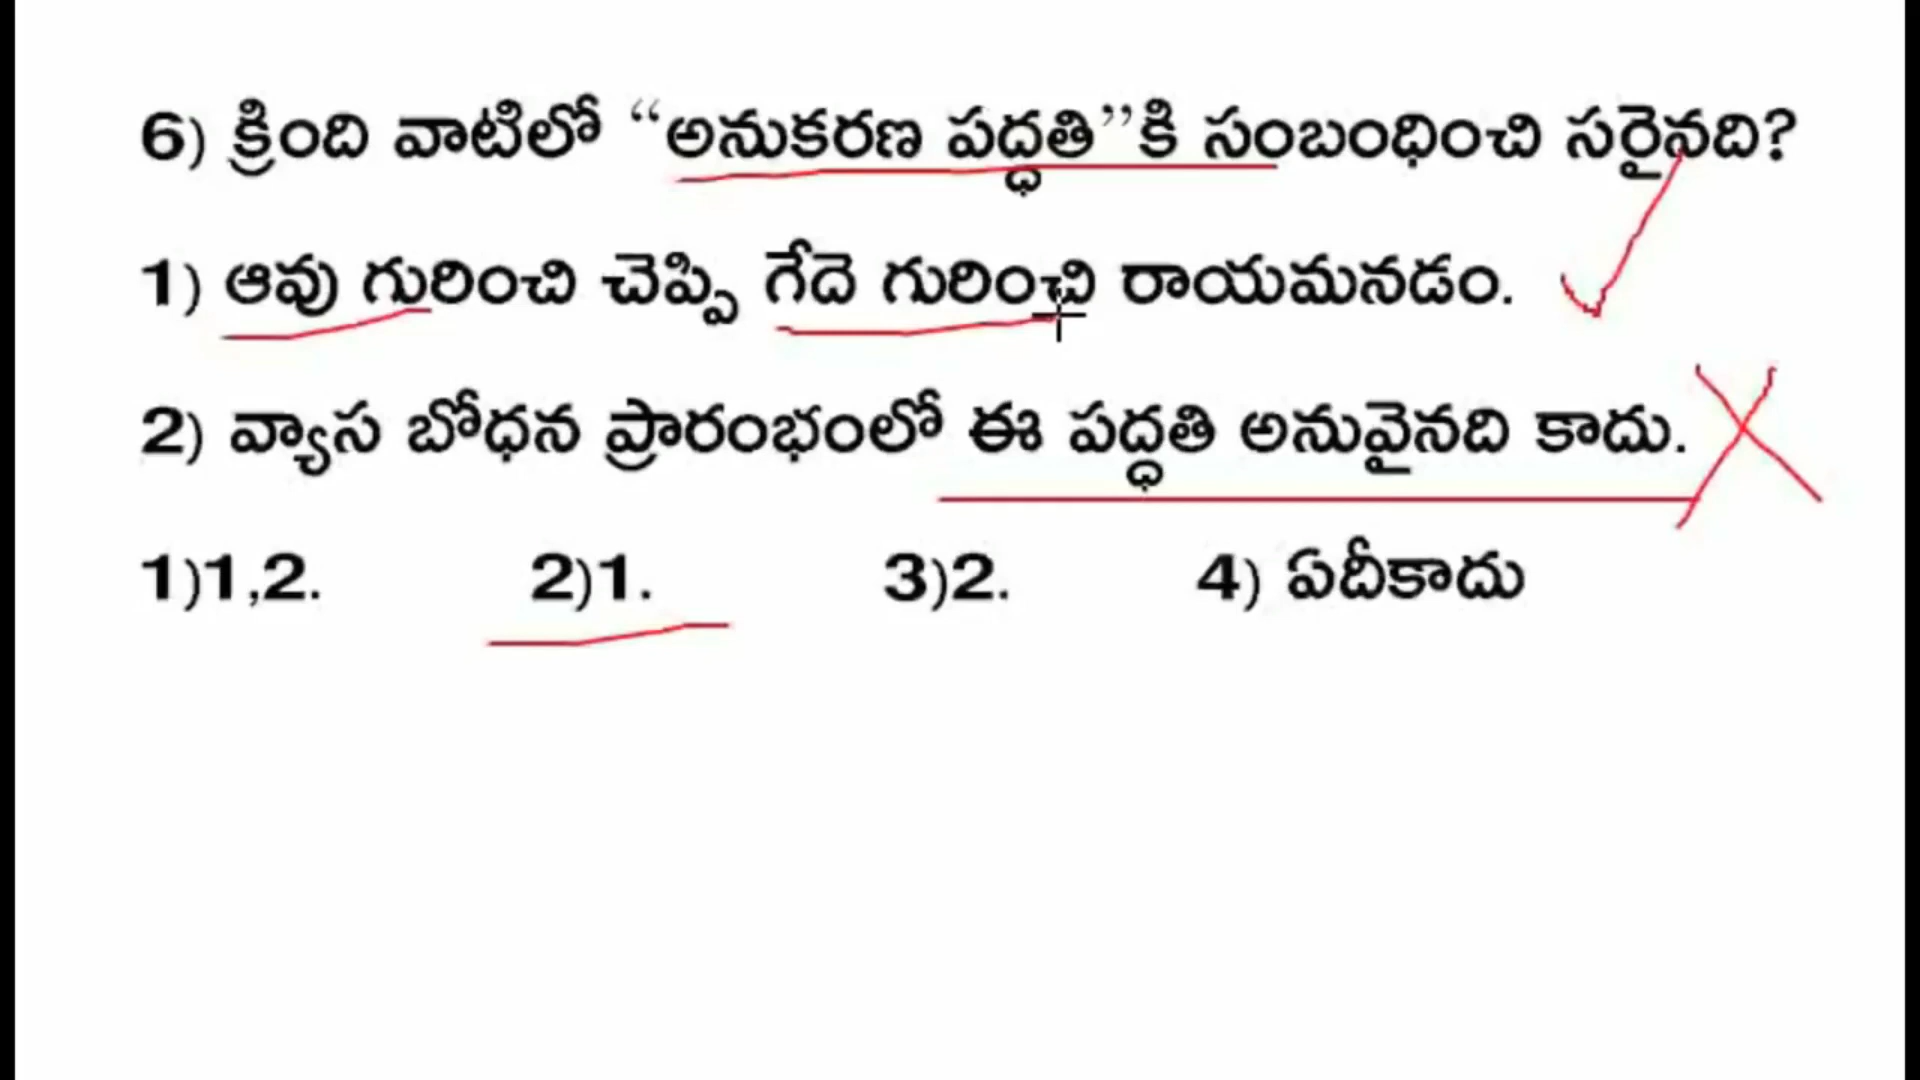 6) క్రింది వాటిలో “అనుకరణ పద్ధతి”కి సంబంధించి సరైనది?
1) ఆవు గురించి చెప్పి గేదె గురించి రాయమనడం.
2) వ్యాస బోధన ప్రారంభంలో ఈ పద్ధతి అనువైనది కాదు.
1)1,2. 2)1. 3)2. 4) ఏదీకాదు